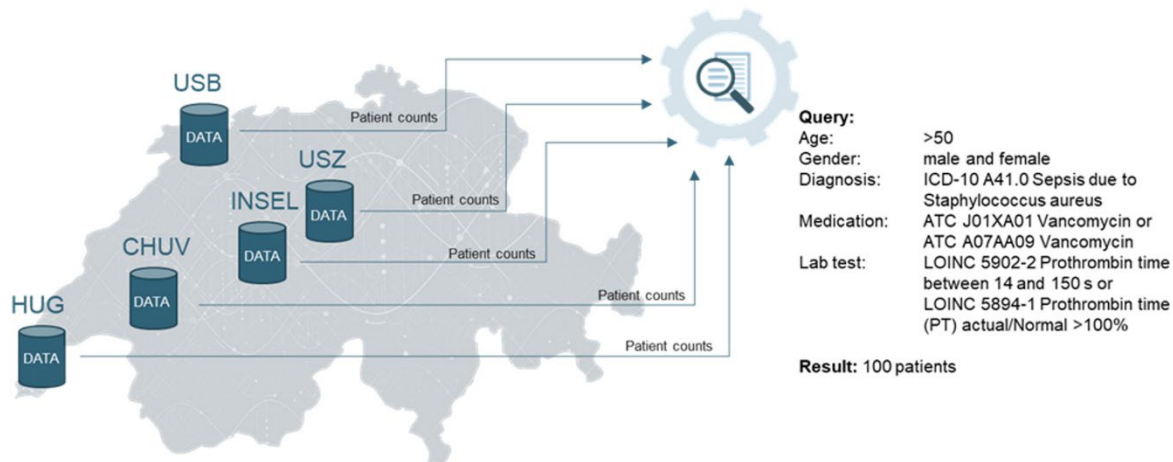 USB
DATA
Patient counts
USZ
DATA
Patient counts
INSEL
DATA
Patient counts
CHUV
DATA
Patient counts
HUG
DATA
Patient counts
Query:
Age: >50
Gender: male and female
Diagnosis: ICD-10 A41.0 Sepsis due to
Staphylococcus aureus
Medication: ATC J01XA01 Vancomycin or
ATC A07AA09 Vancomycin
Lab test: LOINC 5902-2 Prothrombin time
between 14 and 150 s or
LOINC 5894-1 Prothrombin time
(PT) actual/Normal >100%
Result: 100 patients